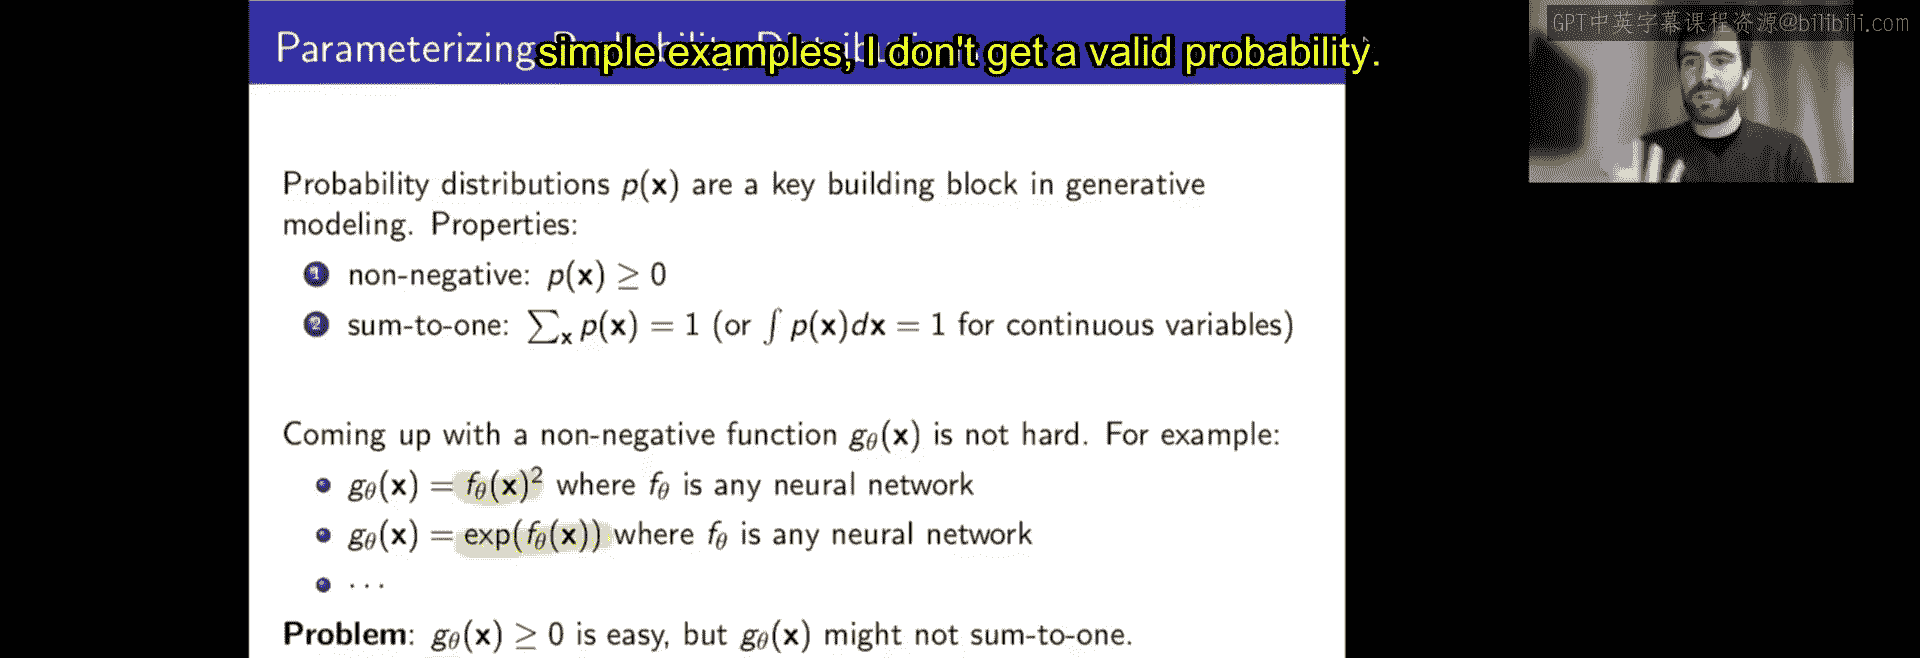 Parameterizing
simple examples, I don't get a valid probability.
GPT中英字幕课程资源@bilibili.com
Probability distributions p(x) are a key building block in generative
modeling. Properties:
1 non-negative: p(x) ≥ 0
2 sum-to-one: ∑ₓ p(x) = 1 (or ∫ p(x)dx = 1 for continuous variables)
Coming up with a non-negative function gθ(x) is not hard. For example:
• gθ(x) = fθ(x)² where fθ is any neural network
• gθ(x) = exp(fθ(x)) where fθ is any neural network
• ···
Problem: gθ(x) ≥ 0 is easy, but gθ(x) might not sum-to-one.